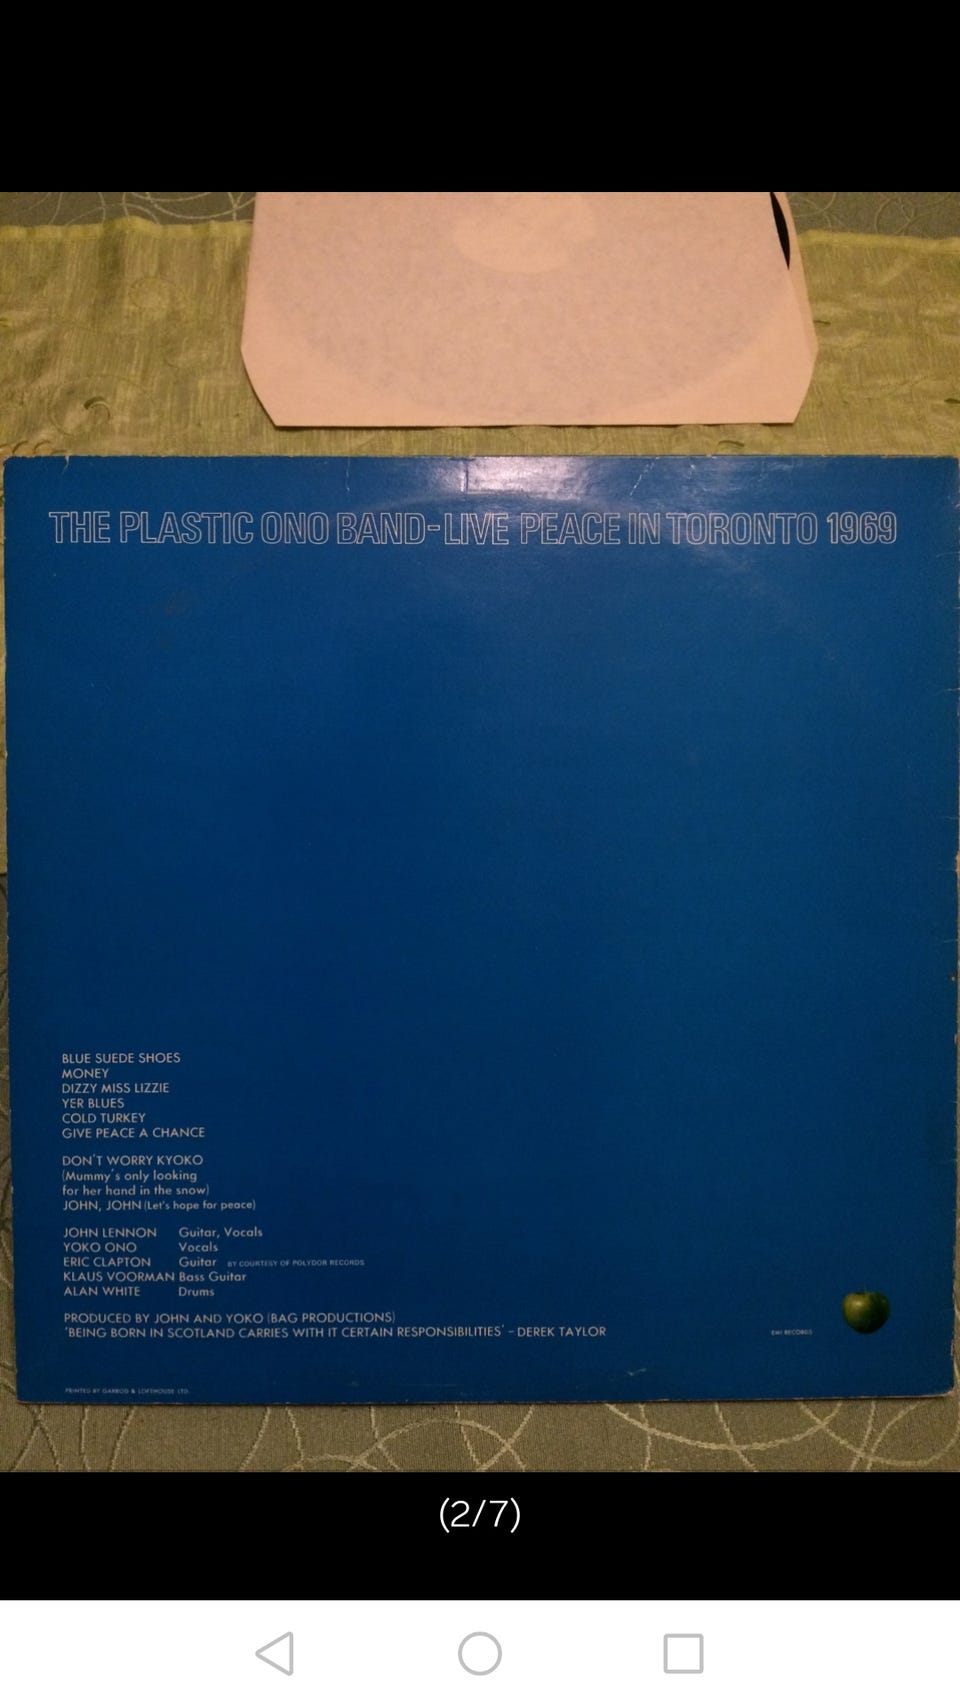 THE PLASTIC ONO BAND-LIVE PEACE IN TORONTO 1969
BLUE SUEDE SHOES
MONEY
DIZZY MISS LIZZIE
YER BLUES
COLD TURKEY
GIVE PEACE A CHANCE
DON'T WORRY KYOKO
(Mummy's only looking
for her hand in the snow)
JOHN, JOHN (Let's hope for peace)
JOHN LENNON Guitar, Vocals
YOKO ONO Vocals
ERIC CLAPTON Guitar BY COURTESY OF POLYDOR RECORDS
KLAUS VOORMAN Bass Guitar
ALAN WHITE Drums
PRODUCED BY JOHN AND YOKO (BAG PRODUCTIONS)
'BEING BORN IN SCOTLAND CARRIES WITH IT CERTAIN RESPONSIBILITIES' – DEREK TAYLOR
EMI RECORDS
PRINTED BY GARROD & LOFTHOUSE LTD.
(2/7)